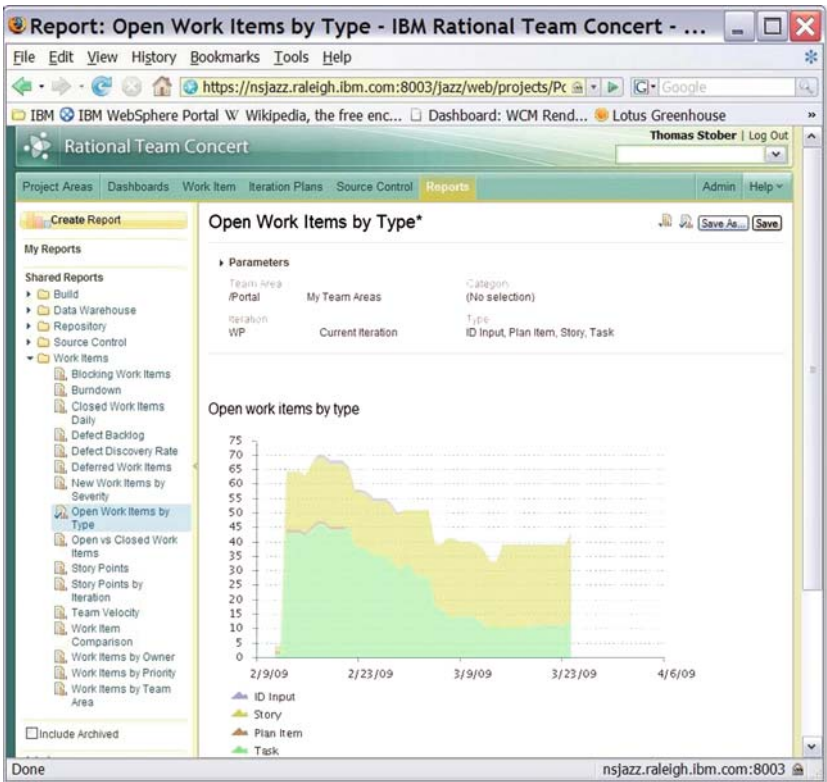 Report: Open Work Items by Type - IBM Rational Team Concert - ...
File Edit View History Bookmarks Tools Help
https://nsjazz.raleigh.ibm.com:8003/jazz/web/projects/Pc
G Google
IBM IBM WebSphere Portal W Wikipedia, the free enc... Dashboard: WCM Rend... Lotus Greenhouse »
Rational Team Concert
Thomas Stober | Log Out
Project Areas Dashboards Work Item Iteration Plans Source Control Reports Admin Help
Create Report
My Reports
Shared Reports
Build
Data Warehouse
Repository
Source Control
Work Items
Blocking Work Items
Burndown
Closed Work Items
Daily
Defect Backlog
Defect Discovery Rate
Deferred Work Items
New Work Items by
Severity
Open Work Items by
Type
Open vs Closed Work
Items
Story Points
Story Points by
Iteration
Team Velocity
Work Item
Comparison
Work Items by Owner
Work Items by Priority
Work Items by Team
Area
Include Archived
Open Work Items by Type*
Save As... Save
Parameters
Team Area Category
/Portal My Team Areas (No selection)
Iteration Type
WP Current Iteration ID Input, Plan Item, Story, Task
Open work items by type
75
70
65
60
55
50
45
40
35
30
25
20
15
10
5
0
2/9/09 2/23/09 3/9/09 3/23/09 4/6/09
ID Input
Story
Plan Item
Task
Done nsjazz.raleigh.ibm.com:8003